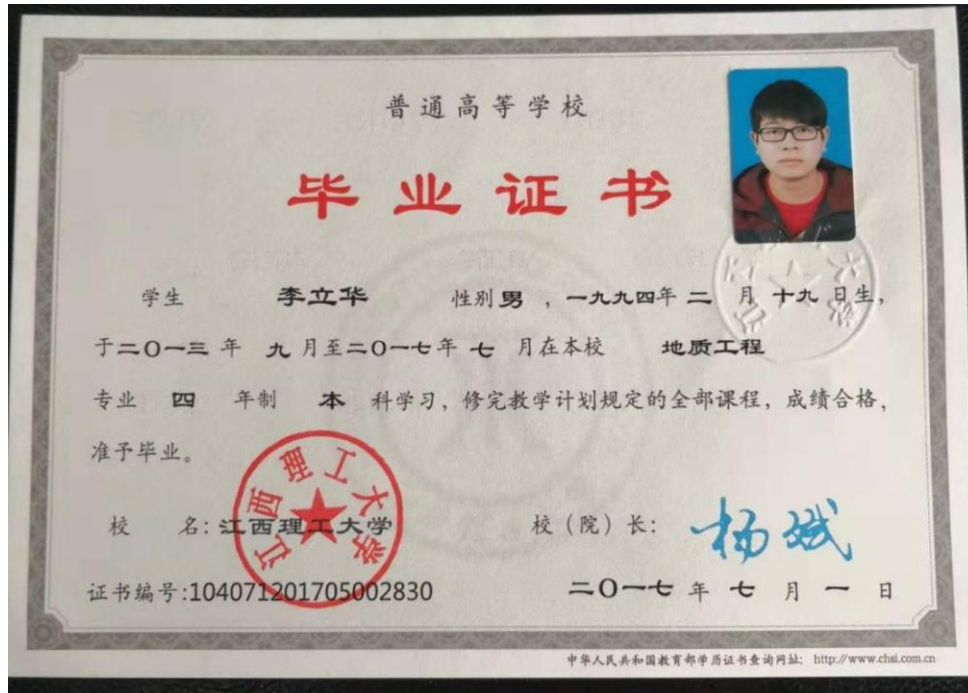 普通高等学校
毕业证书
学生 李立华 性别 男 ，一九九四年 二 月 十九 日生，
于二〇一三 年 九 月至二〇一七年 七 月在本校 地质工程
专业 四 年制 本 科学习，修完教学计划规定的全部课程，成绩合格，
准予毕业。
江西理工大学
校 名：江西理工大学 校（院）长： 杨斌
证书编号:104071201705002830 二〇一七 年 七 月 一 日
中华人民共和国教育部学历证书查询网址: http://www.chsi.com.cn